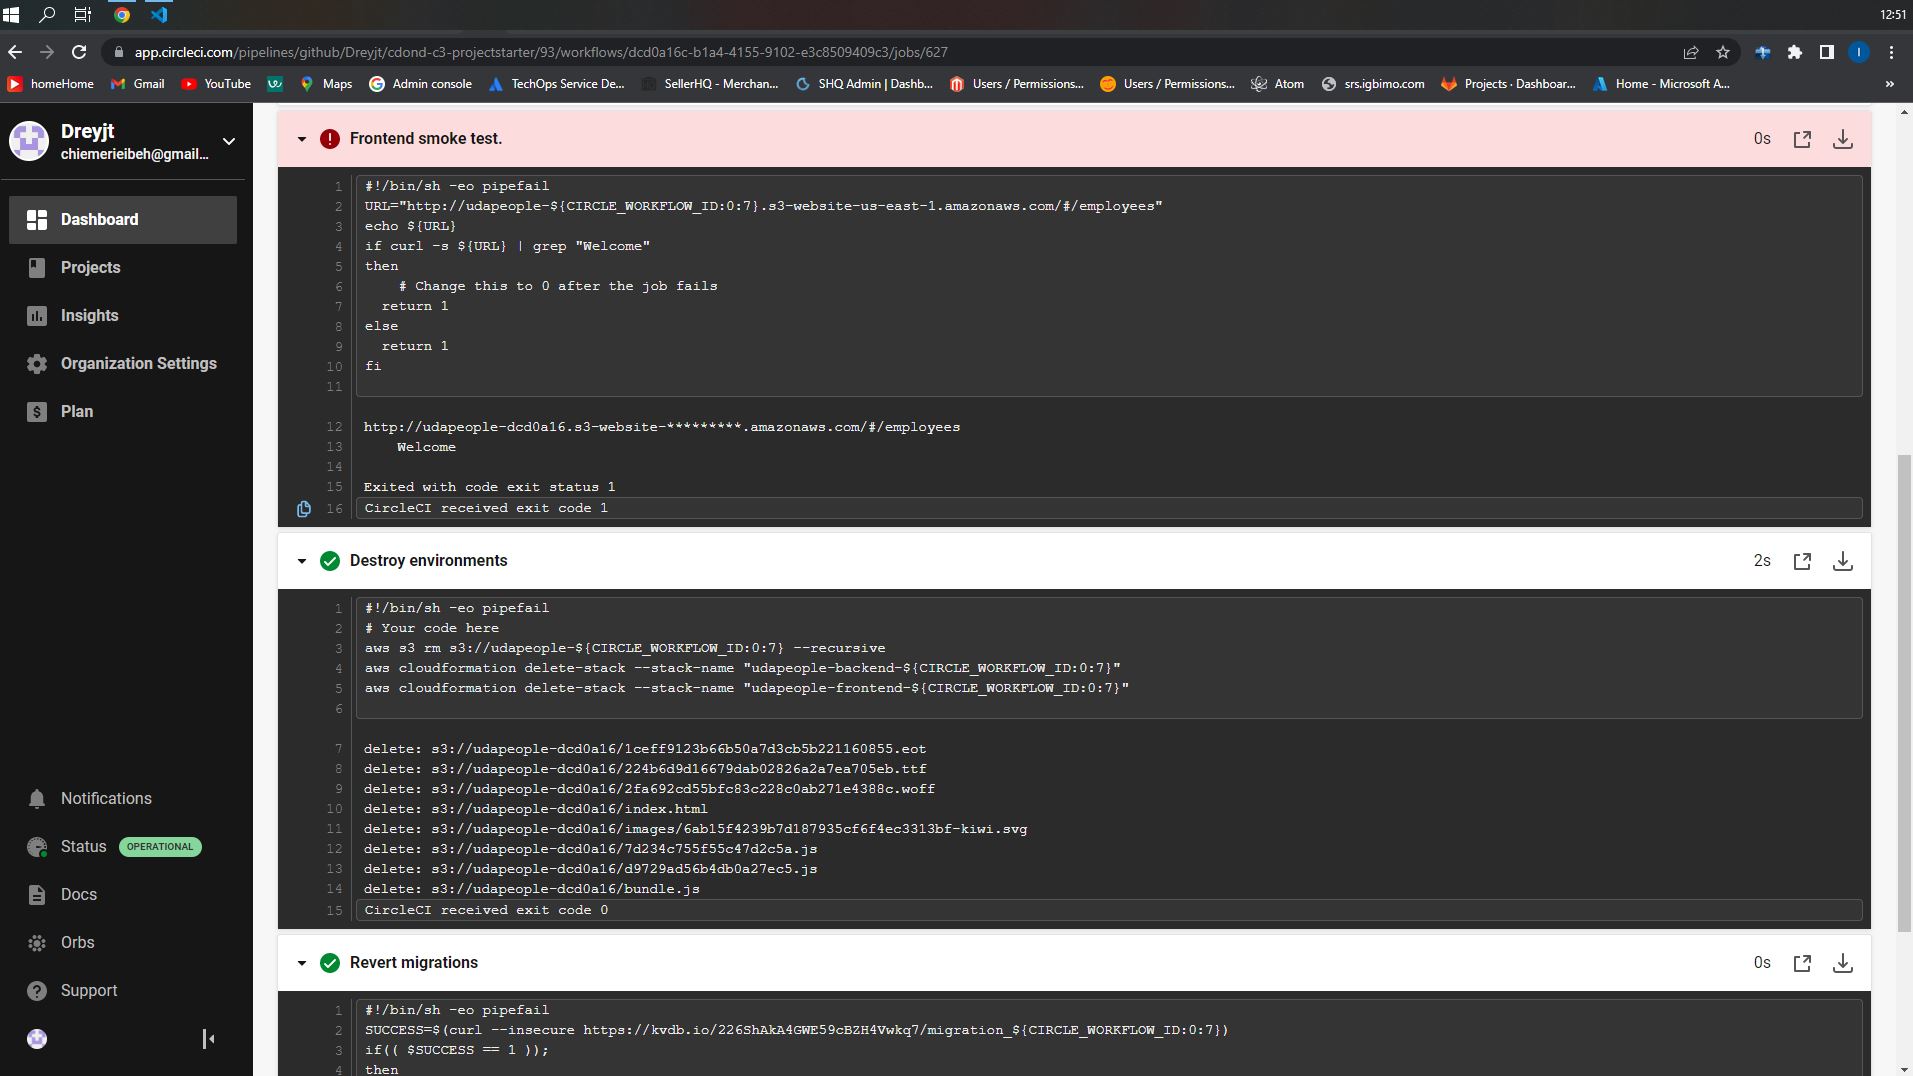 12:51
app.circleci.com/pipelines/github/Dreyjt/cdond-c3-projectstarter/93/workflows/dcd0a16c-b1a4-4155-9102-e3c8509409c3/jobs/627
homeHome Gmail YouTube Maps Admin console TechOps Service De... SellerHQ - Merchan... SHQ Admin | Dashb... Users / Permissions... Users / Permissions... Atom srs.igbimo.com Projects · Dashboar... Home - Microsoft A... »
Dreyjt
chiemerieibeh@gmail...
Dashboard
Projects
Insights
Organization Settings
Plan
Notifications
Status OPERATIONAL
Docs
Orbs
Support
Frontend smoke test. 0s
1 #!/bin/sh -eo pipefail
2 URL="http://udapeople-${CIRCLE_WORKFLOW_ID:0:7}.s3-website-us-east-1.amazonaws.com/#/employees"
3 echo ${URL}
4 if curl -s ${URL} | grep "Welcome"
5 then
6 # Change this to 0 after the job fails
7 return 1
8 else
9 return 1
10 fi
11
12 http://udapeople-dcd0a16.s3-website-*********.amazonaws.com/#/employees
13 Welcome
14
15 Exited with code exit status 1
16 CircleCI received exit code 1
Destroy environments 2s
1 #!/bin/sh -eo pipefail
2 # Your code here
3 aws s3 rm s3://udapeople-${CIRCLE_WORKFLOW_ID:0:7} --recursive
4 aws cloudformation delete-stack --stack-name "udapeople-backend-${CIRCLE_WORKFLOW_ID:0:7}"
5 aws cloudformation delete-stack --stack-name "udapeople-frontend-${CIRCLE_WORKFLOW_ID:0:7}"
6
7 delete: s3://udapeople-dcd0a16/1ceff9123b66b50a7d3cb5b221160855.eot
8 delete: s3://udapeople-dcd0a16/224b6d9d16679dab02826a2a7ea705eb.ttf
9 delete: s3://udapeople-dcd0a16/2fa692cd55bfc83c228c0ab271e4388c.woff
10 delete: s3://udapeople-dcd0a16/index.html
11 delete: s3://udapeople-dcd0a16/images/6ab15f4239b7d187935cf6f4ec3313bf-kiwi.svg
12 delete: s3://udapeople-dcd0a16/7d234c755f55c47d2c5a.js
13 delete: s3://udapeople-dcd0a16/d9729ad56b4db0a27ec5.js
14 delete: s3://udapeople-dcd0a16/bundle.js
15 CircleCI received exit code 0
Revert migrations 0s
1 #!/bin/sh -eo pipefail
2 SUCCESS=$(curl --insecure https://kvdb.io/226ShAkA4GWE59cBZH4Vwkq7/migration_${CIRCLE_WORKFLOW_ID:0:7})
3 if(( $SUCCESS == 1 ));
4 then